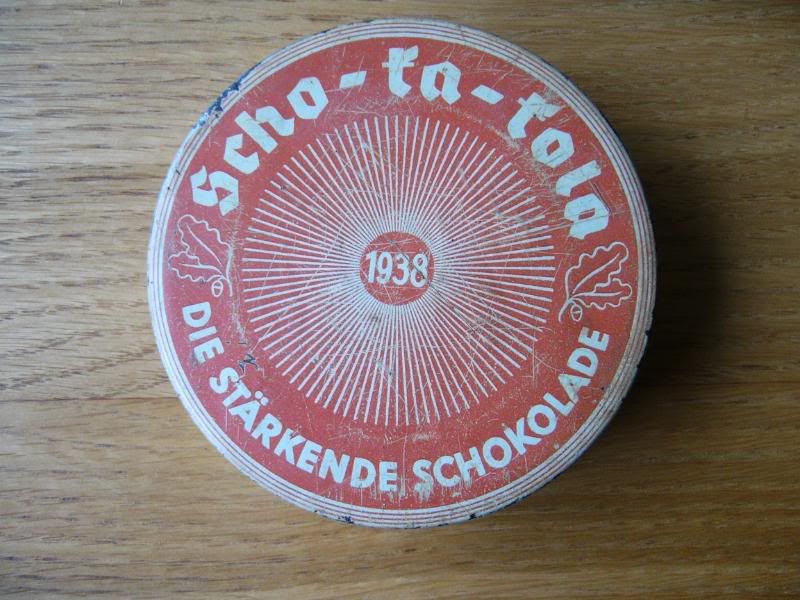 Scho-ka-kola
1938
DIE STÄRKENDE SCHOKOLADE